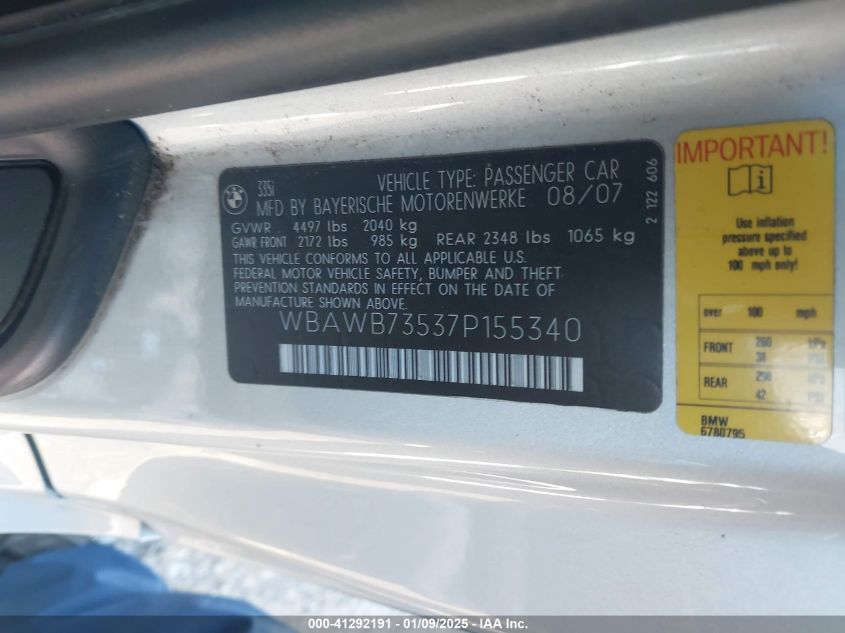 BMW
335i
VEHICLE TYPE: PASSENGER CAR
MFD BY BAYERISCHE MOTORENWERKE 08/07
GVWR 4497 lbs 2040 kg
GAWR FRONT 2172 lbs 985 kg REAR 2348 lbs 1065 kg
THIS VEHICLE CONFORMS TO ALL APPLICABLE U.S.
FEDERAL MOTOR VEHICLE SAFETY, BUMPER AND THEFT
PREVENTION STANDARDS IN EFFECT ON THE DATE OF
MANUFACTURE SHOWN ABOVE.
WBAWB73537P155340
2 122 606
IMPORTANT!
i
Use inflation
pressure specified
above up to
100 mph only!
over 100 mph
FRONT 260 kPa
38 PSI
REAR 290 kPa
42 PSI
BMW
6780795
000-41292191 - 01/09/2025 - IAA Inc.